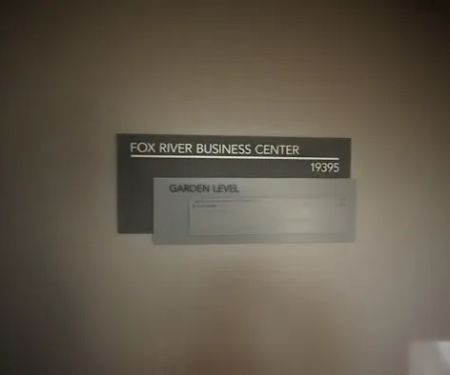 FOX RIVER BUSINESS CENTER
19395
GARDEN LEVEL